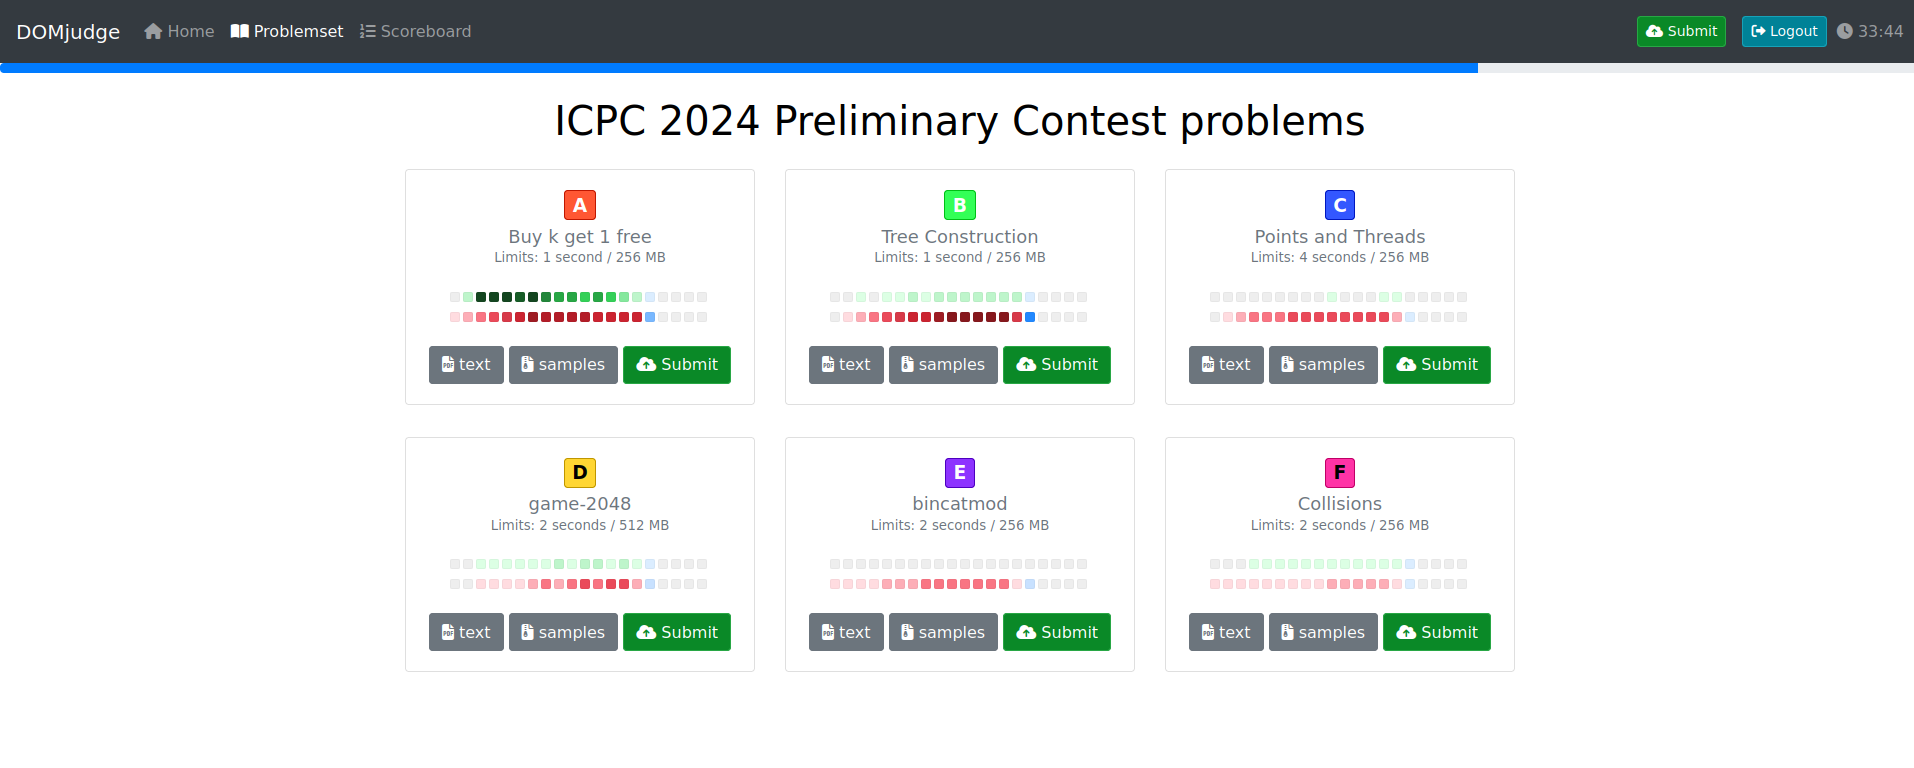 DOMjudge Home Problemset Scoreboard Submit Logout 33:44
ICPC 2024 Preliminary Contest problems
A
Buy k get 1 free
Limits: 1 second / 256 MB
text samples Submit
B
Tree Construction
Limits: 1 second / 256 MB
text samples Submit
C
Points and Threads
Limits: 4 seconds / 256 MB
text samples Submit
D
game-2048
Limits: 2 seconds / 512 MB
text samples Submit
E
bincatmod
Limits: 2 seconds / 256 MB
text samples Submit
F
Collisions
Limits: 2 seconds / 256 MB
text samples Submit